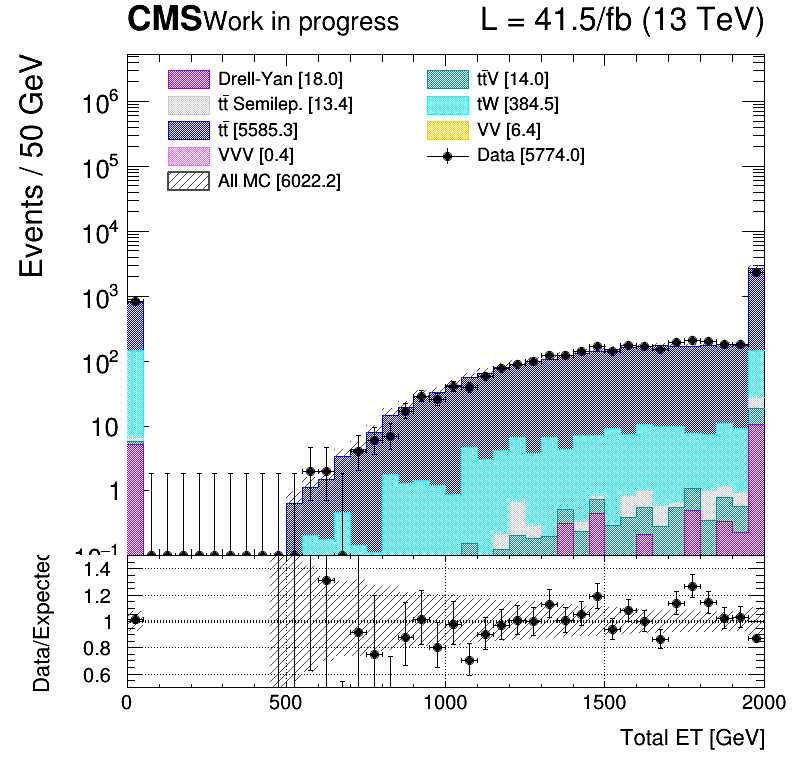 CMS Work in progress L = 41.5/fb (13 TeV)
Events / 50 GeV
Drell-Yan [18.0]
tt̄ Semilep. [13.4]
tt̄ [5585.3]
VVV [0.4]
All MC [6022.2]
tt̄V [14.0]
tW [384.5]
VV [6.4]
Data [5774.0]
10⁶
10⁵
10⁴
10³
10²
10
1
10⁻¹
Data/Expected
1.4
1.2
1
0.8
0.6
0 500 1000 1500 2000
Total ET [GeV]